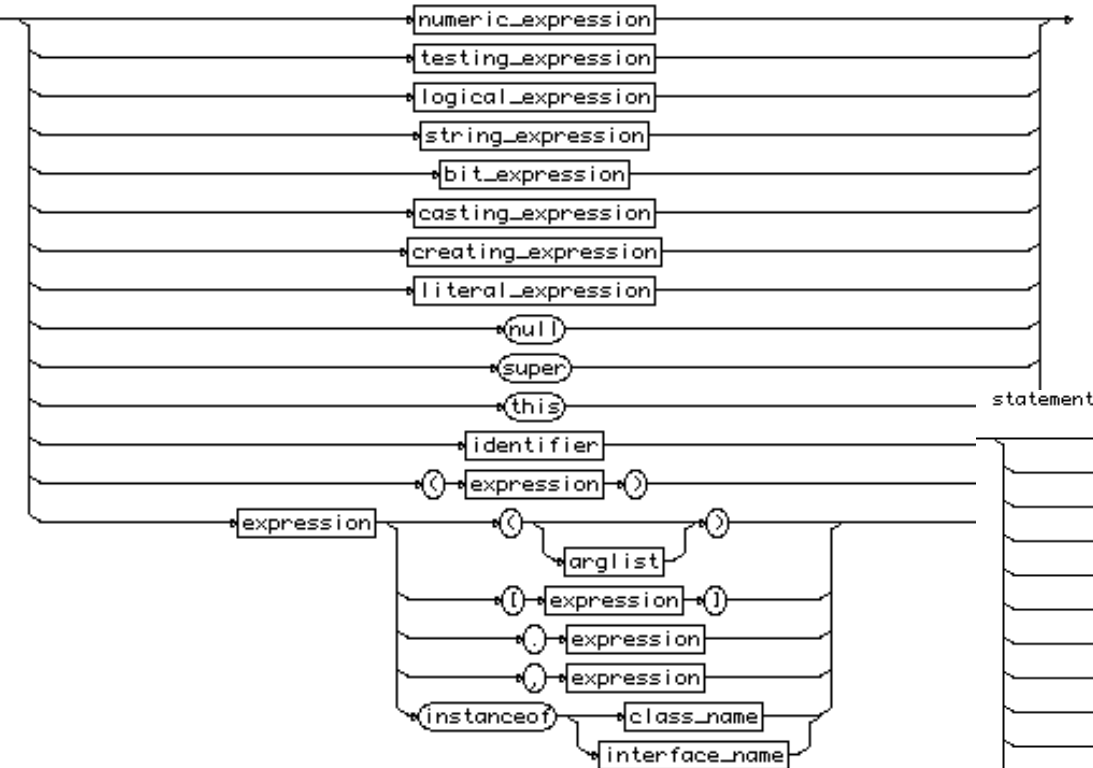 numeric_expression
testing_expression
logical_expression
string_expression
bit_expression
casting_expression
creating_expression
literal_expression
null
super
this
statement
identifier
( expression )
expression ( )
arglist
[ expression ]
. expression
, expression
instanceof class_name
interface_name